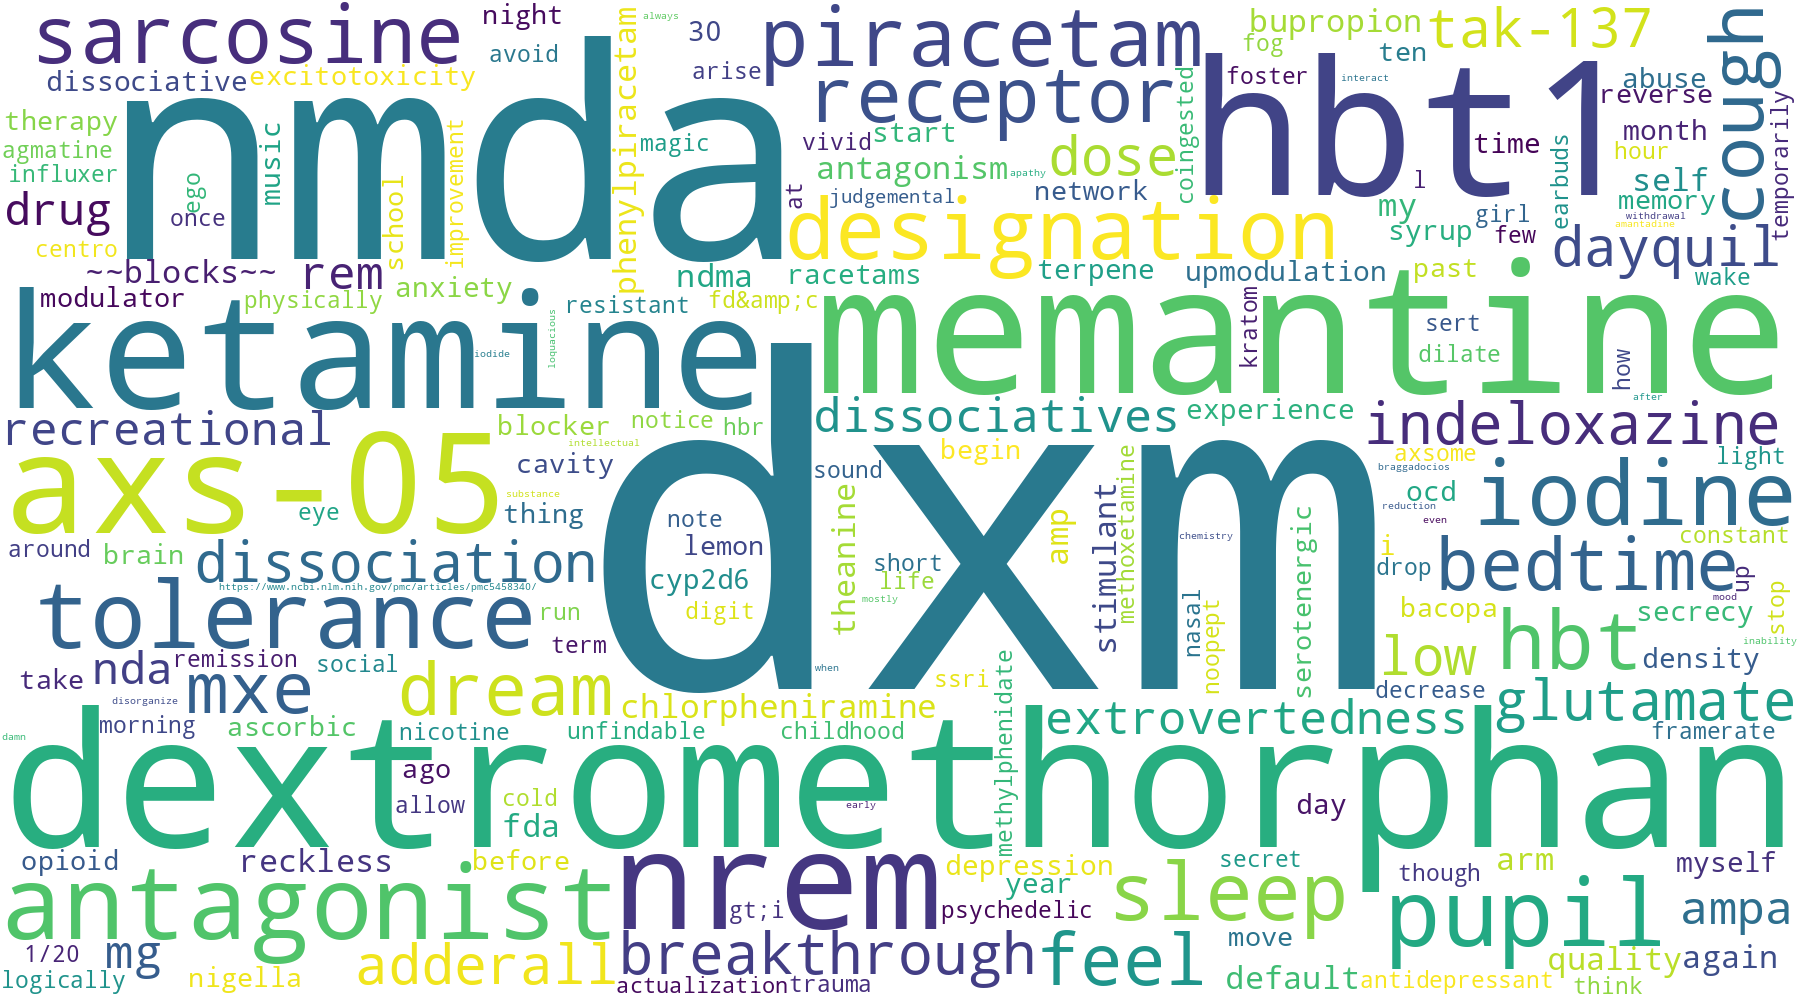 sarcosine
night
always
30
piracetam
bupropion
tak-137
cough
dissociative
excitotoxicity
avoid
phenylpiracetam
arise
receptor
fog
ten
foster
interact
abuse
nmda
hbt1
reverse
therapy
agmatine
influxer
ego
music
school
improvement
magic
vivid
start
antagonism
apathy
dose
coingested
time
month
hour
temporarily
drug
once
centro
at
judgemental
network
designation
l
my
girl
earbuds
self
memory
withdrawal
amantadine
syrup
few
dayquil
~~blocks~~
rem
ndma
racetams
terpene
upmodulation
past
wake
modulator
physically
anxiety
resistant
fd&amp;c
ketamine
iodide
loquacious
memantine
kratom
sert
dilate
how
after
recreational
blocker
notice
hbr
dissociatives
experience
indeloxazine
axs-05
intellectual
cavity
sound
begin
axsome
light
braggadocios
substance
eye
thing
dxm
note
lemon
theanine
amp
stimulant
methoxetamine
serotenergic
chemistry
ocd
iodine
reduction
even
constant
around
brain
dissociation
short
i
drop
bedtime
up
https://www.ncbi.nlm.nih.gov/pmc/articles/pmc5458340/
cyp2d6
life
digit
mostly
nasal
noopept
mood
stop
tolerance
run
term
bacopa
secrecy
inability
hbt
low
density
take
nda
remission
social
when
ssri
methylphenidate
decrease
disorganize
mxe
dream
chlorpheniramine
extrovertedness
glutamate
morning
ascorbic
nicotine
unfindable
childhood
framerate
damn
dextromethorphan
ago
allow
cold
early
day
fda
opioid
reckless
before
nrem
depression
secret
though
arm
myself
antagonist
year
sleep
pupil
gt;i
psychedelic
ampa
1/20
mg
breakthrough
feel
move
again
logically
nigella
adderall
actualization
trauma
default
antidepressant
quality
think